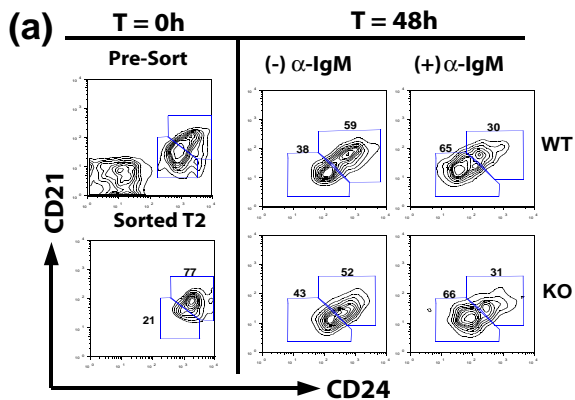 (a)
T = 0h
T = 48h
Pre-Sort
(-) α-IgM
(+) α-IgM
59
38
30
65
WT
CD21
Sorted T2
77
21
52
43
31
66
KO
CD24